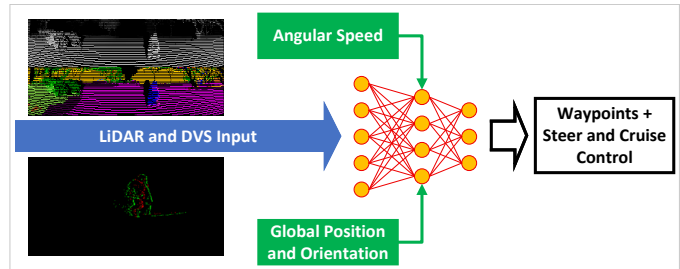 Angular Speed
LiDAR and DVS Input
Waypoints +
Steer and Cruise
Control
Global Position
and Orientation